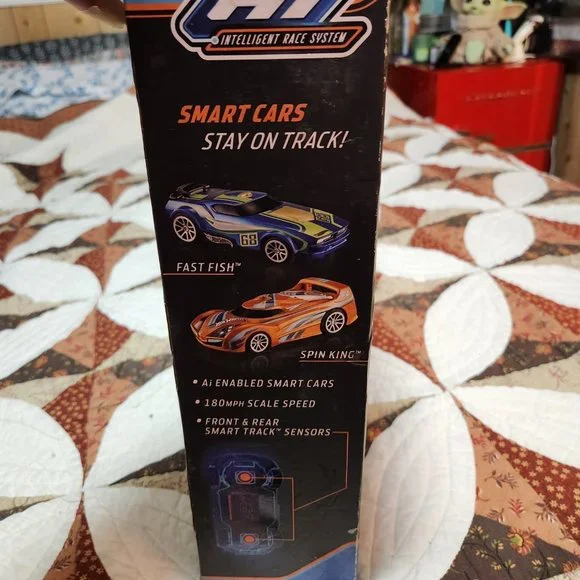 Ai
INTELLIGENT RACE SYSTEM
SMART CARS
STAY ON TRACK!
68
FAST FISH™
SPIN KING™
• Ai ENABLED SMART CARS
• 180MPH SCALE SPEED
• FRONT & REAR
SMART TRACK™ SENSORS